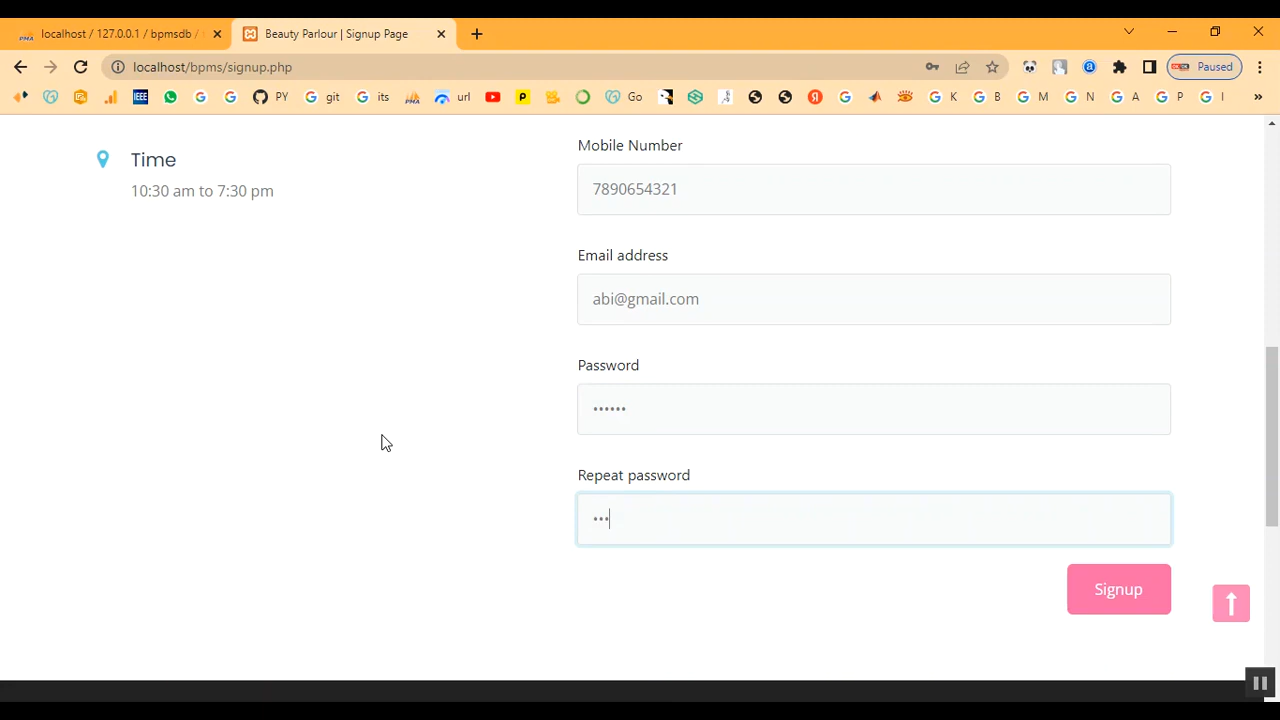 localhost / 127.0.0.1 / bpmsdb /
Beauty Parlour | Signup Page
localhost/bpms/signup.php
Paused
IEEE
PY
git
its
url
Go
K
B
M
N
A
P
I
»
Time
10:30 am to 7:30 pm
Mobile Number
7890654321
Email address
abi@gmail.com
Password
••••••
Repeat password
•••
Signup